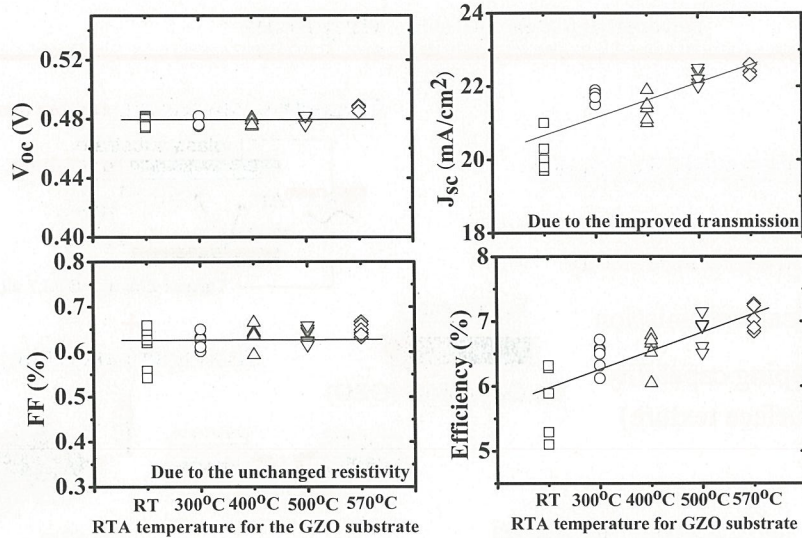 0.52
0.48
0.44
0.40
Voc (V)
24
22
20
18
Jsc (mA/cm²)
Due to the improved transmission
0.8
0.7
0.6
0.5
0.4
0.3
FF (%)
Due to the unchanged resistivity
RT 300°C 400°C 500°C 570°C
RTA temperature for the GZO substrate
8
7
6
5
Efficiency (%)
RT 300°C 400°C 500°C 570°C
RTA temperature for GZO substrate